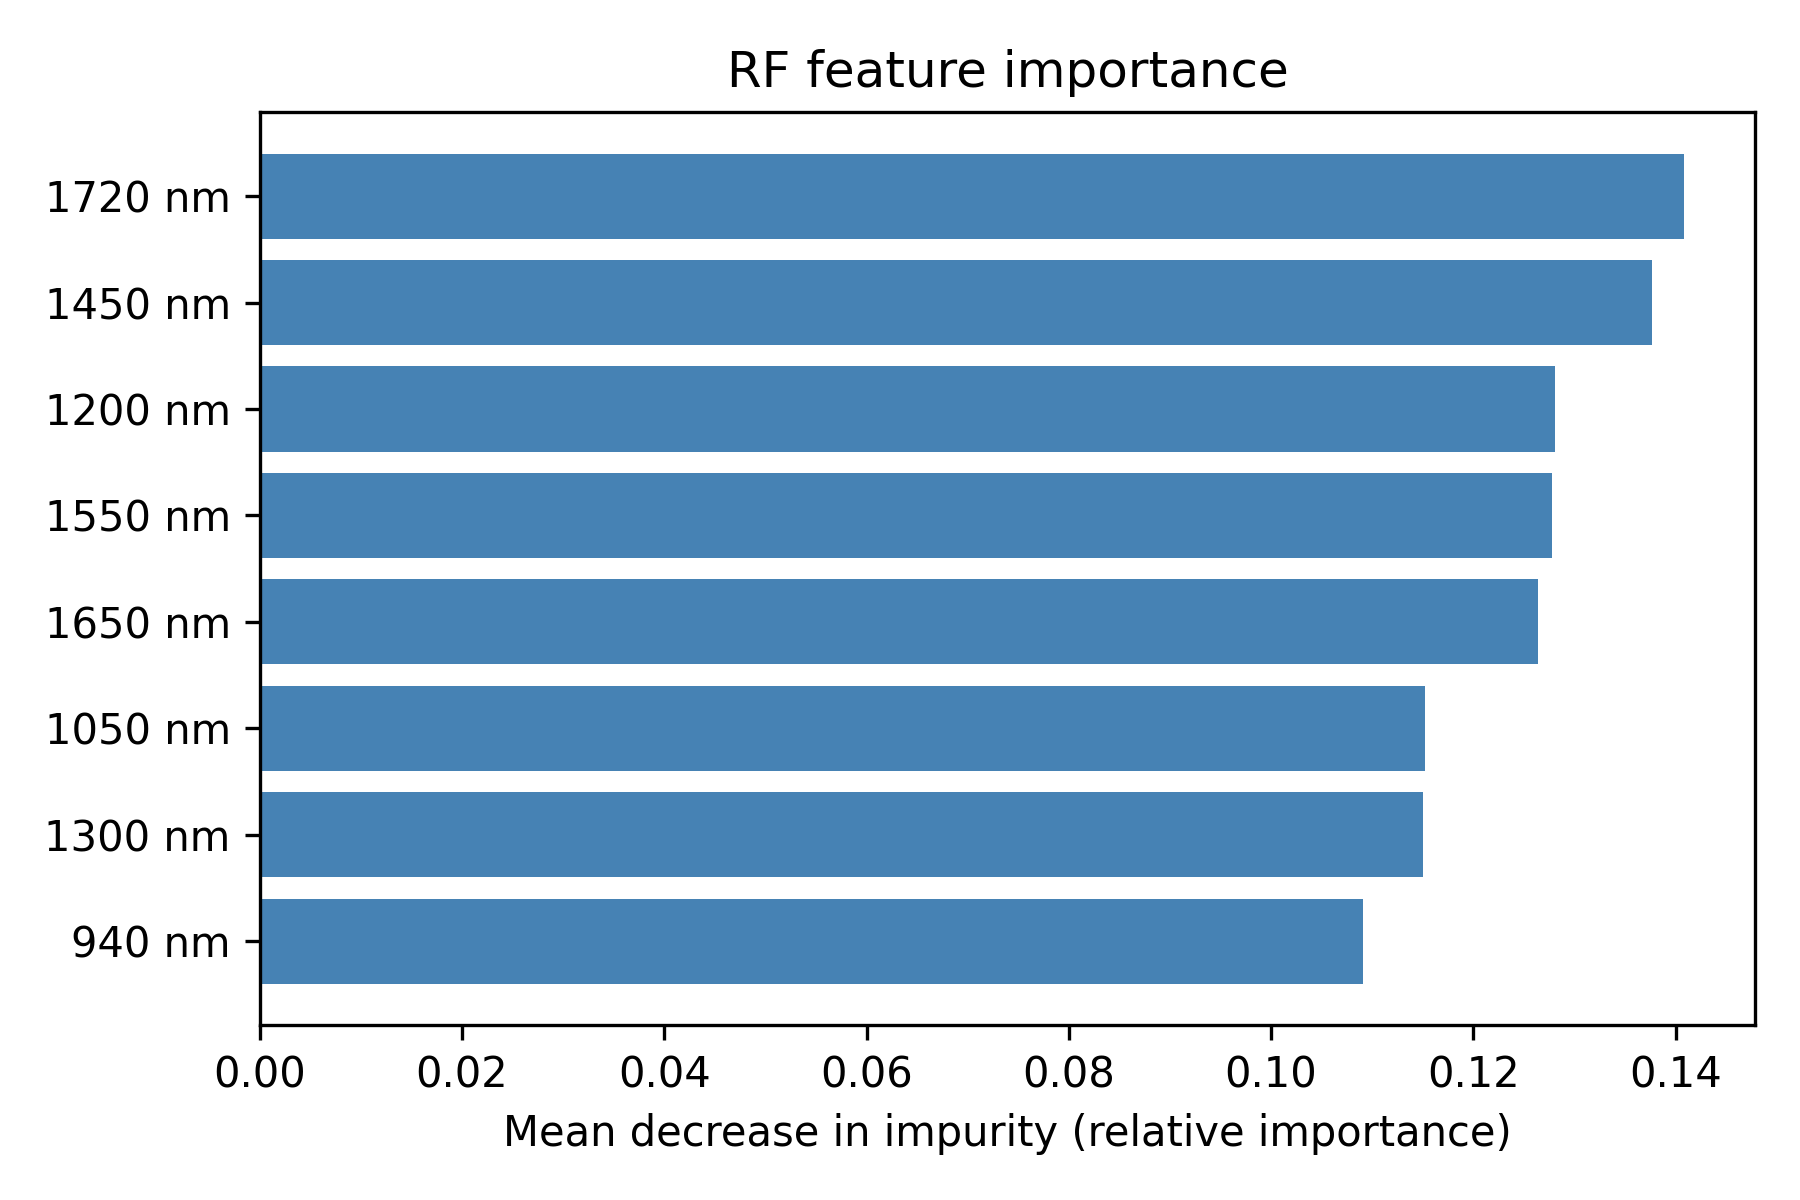 RF feature importance
1720 nm
1450 nm
1200 nm
1550 nm
1650 nm
1050 nm
1300 nm
940 nm
0.00 0.02 0.04 0.06 0.08 0.10 0.12 0.14
Mean decrease in impurity (relative importance)